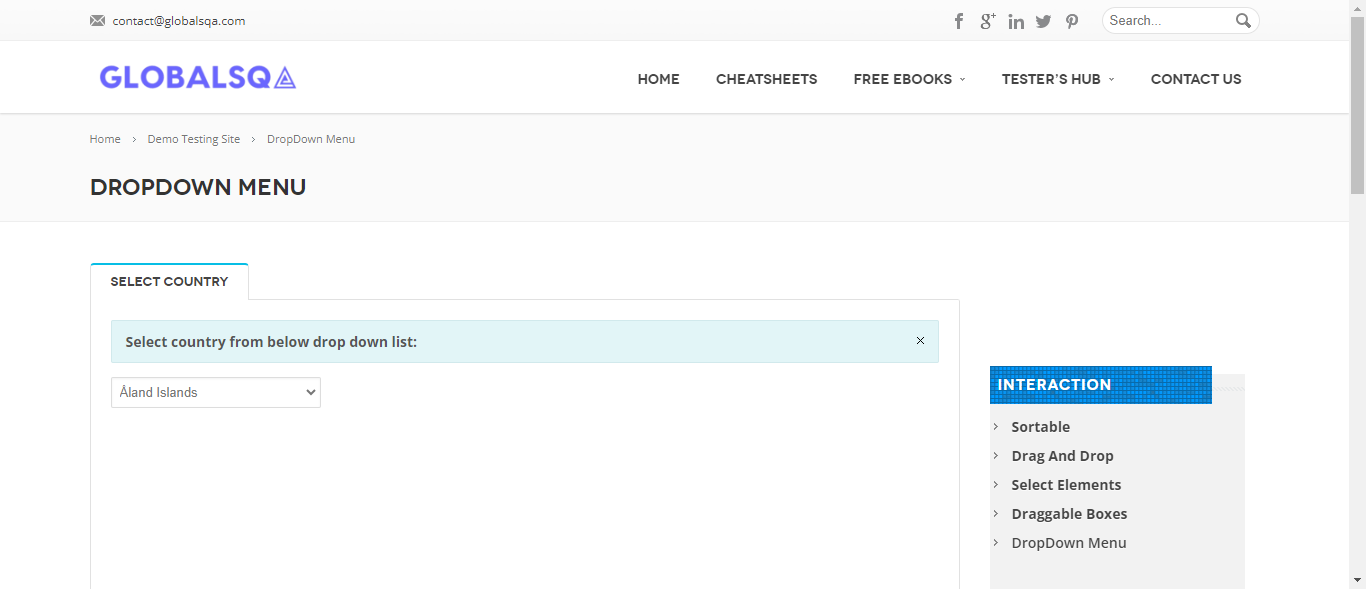 contact@globalsqa.com
Search...
GLOBALSQA
HOME CHEATSHEETS FREE EBOOKS TESTER'S HUB CONTACT US
Home › Demo Testing Site › DropDown Menu
DROPDOWN MENU
SELECT COUNTRY
Select country from below drop down list:
Åland Islands
INTERACTION
Sortable
Drag And Drop
Select Elements
Draggable Boxes
DropDown Menu